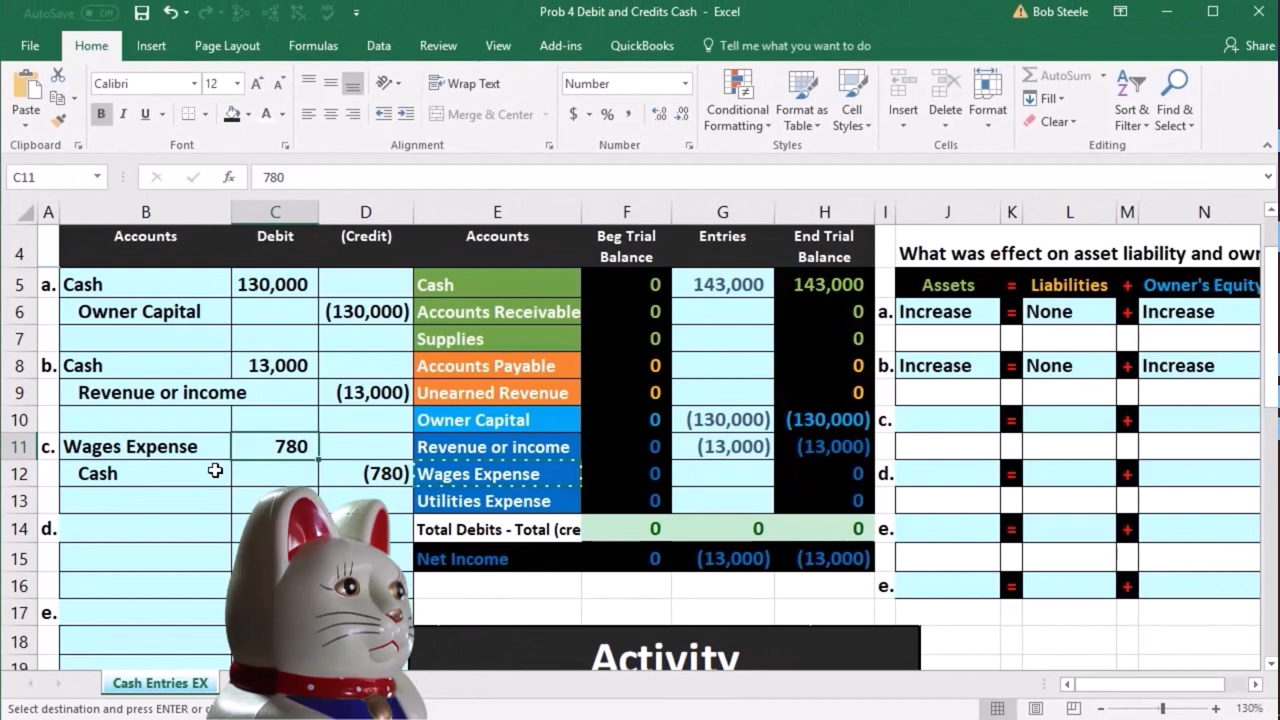 AutoSave Off Prob 4 Debit and Credits Cash - Excel Bob Steele
File Home Insert Page Layout Formulas Data Review View Add-ins QuickBooks Tell me what you want to do Share
Paste Calibri 12 A A Wrap Text Number Conditional Formatting Format as Table Cell Styles Insert Delete Format AutoSum Sort & Filter Find & Select
B I U A Merge & Center $ % , Fill Clear
Clipboard Font Alignment Number Styles Cells Editing
C11 fx 780
A B C D E F G H I J K L M N
4 Accounts Debit (Credit) Accounts Beg Trial Balance Entries End Trial Balance What was effect on asset liability and owr
5 a. Cash 130,000 Cash 0 143,000 143,000 Assets = Liabilities + Owner's Equity
6 Owner Capital (130,000) Accounts Receivable 0 0 a. Increase = None + Increase
7 Supplies 0 0
8 b. Cash 13,000 Accounts Payable 0 0 b. Increase = None + Increase
9 Revenue or income (13,000) Unearned Revenue 0 0
10 Owner Capital 0 (130,000) (130,000) c. = +
11 c. Wages Expense 780 Revenue or income 0 (13,000) (13,000)
12 Cash (780) Wages Expense 0 0 d. = +
13 Utilities Expense 0 0
14 d. Total Debits - Total (cre 0 0 0 e. = +
15 Net Income 0 (13,000) (13,000)
16 e. = +
17 e.
18 Activity
19
Cash Entries EX
Select destination and press ENTER or 130%